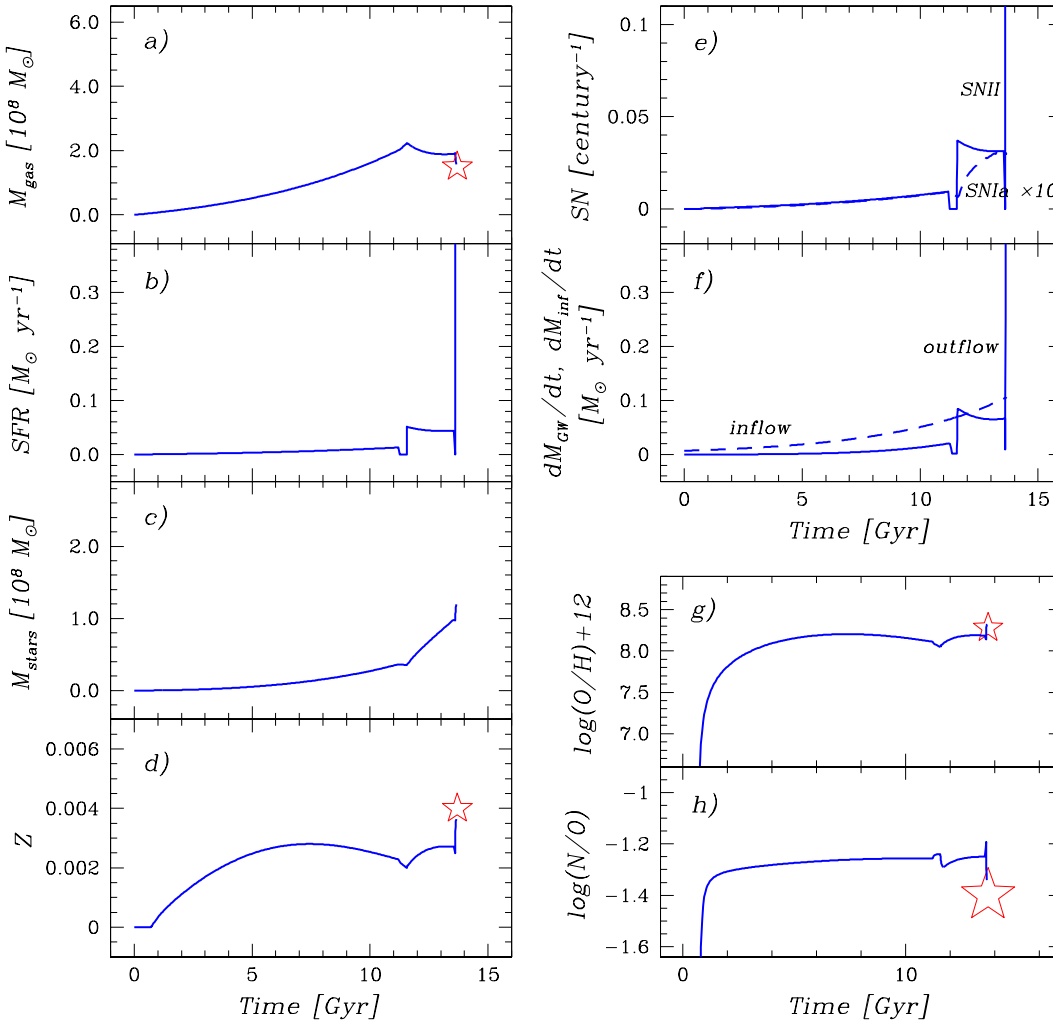 a)
M_gas [10⁸ M_⊙]
6.0
4.0
2.0
0.0
b)
SFR [M_⊙ yr⁻¹]
0.3
0.2
0.1
0.0
c)
M_stars [10⁸ M_⊙]
2.0
1.0
0.0
d)
Z
0.006
0.004
0.002
0
0 5 10 15
Time [Gyr]
e)
SN [century⁻¹]
0.1
0.05
0
SNII
SNIa ×10
f)
dM_GW/dt, dM_inf/dt
[M_⊙ yr⁻¹]
0.3
0.2
0.1
0.0
outflow
inflow
0 5 10 15
Time [Gyr]
g)
log(O/H)+12
8.5
8.0
7.5
7.0
h)
log(N/O)
-1
-1.2
-1.4
-1.6
0 10
Time [Gyr]